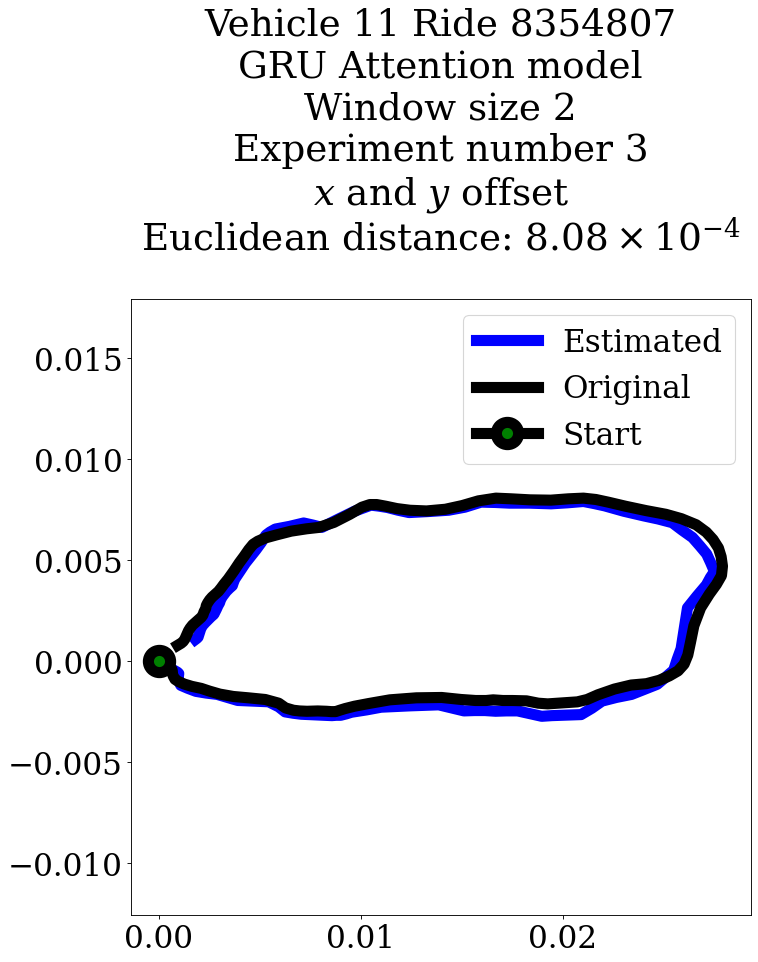 Vehicle 11 Ride 8354807
GRU Attention model
Window size 2
Experiment number 3
x and y offset
Euclidean distance: 8.08 × 10⁻⁴
Estimated
Original
Start
0.015
0.010
0.005
0.000
−0.005
−0.010
0.00 0.01 0.02